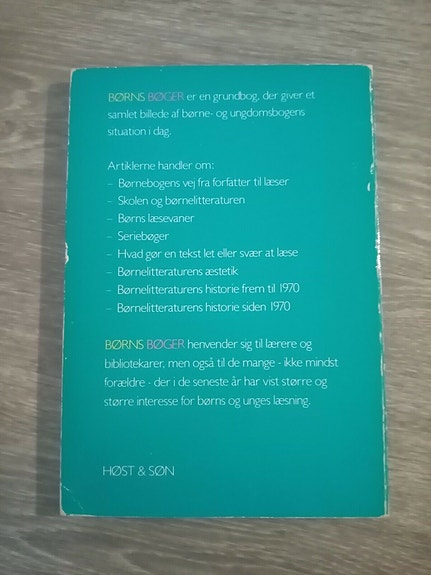 BØRNS BØGER er en grundbog, der giver et
samlet billede af børne- og ungdomsbogens
situation i dag.
Artiklerne handler om:
– Børnebogens vej fra forfatter til læser
– Skolen og børnelitteraturen
– Børns læsevaner
– Seriebøger
– Hvad gør en tekst let eller svær at læse
– Børnelitteraturens æstetik
– Børnelitteraturens historie frem til 1970
– Børnelitteraturens historie siden 1970
BØRNS BØGER henvender sig til lærere og
bibliotekarer, men også til de mange - ikke mindst
forældre - der i de seneste år har vist større og
større interesse for børns og unges læsning.
HØST & SØN